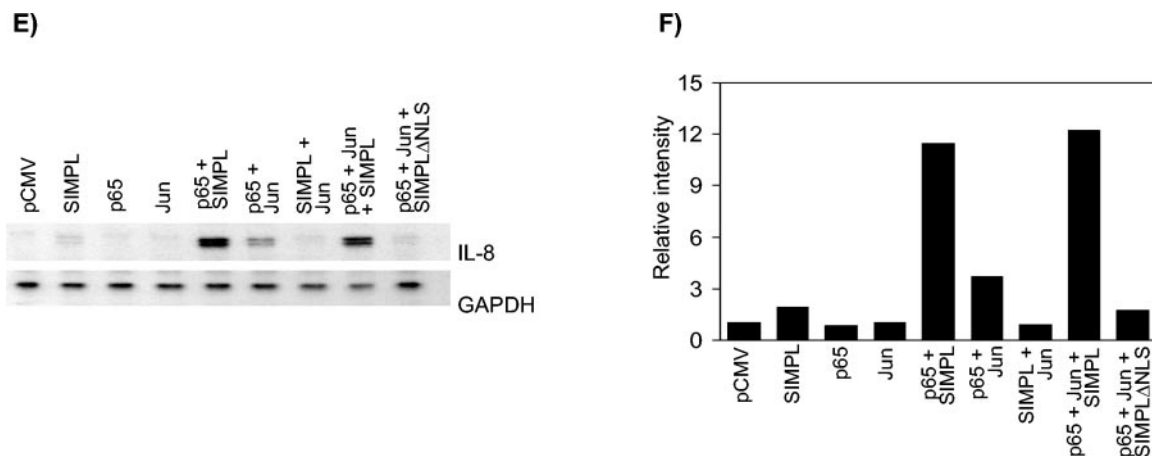 E)
pCMV
SIMPL
p65
Jun
p65 +
SIMPL
p65 +
Jun
SIMPL +
Jun
p65 + Jun
+ SIMPL
p65 + Jun +
SIMPLΔNLS
IL-8
GAPDH
F)
Relative intensity
15
12
9
6
3
0
pCMV
SIMPL
p65
Jun
p65 +
SIMPL
p65 +
Jun
SIMPL +
Jun
p65 + Jun +
SIMPL
p65 + Jun +
SIMPLΔNLS